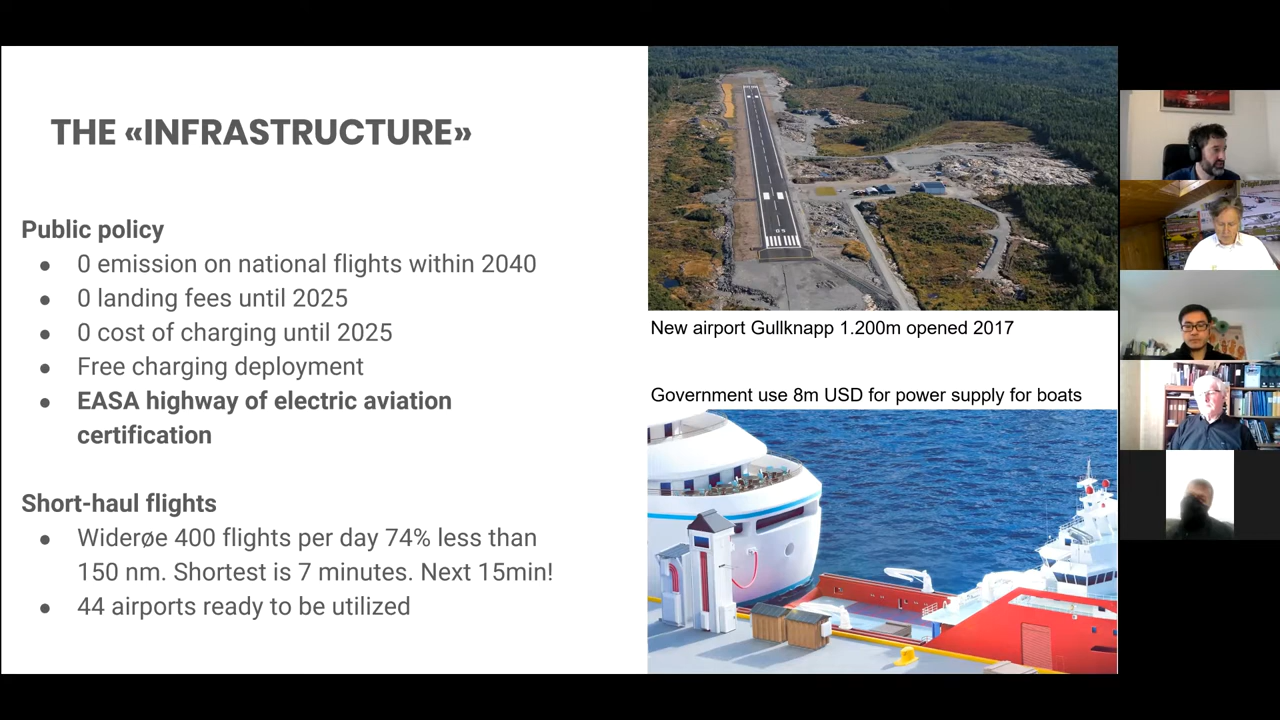 THE «INFRASTRUCTURE»
Public policy
● 0 emission on national flights within 2040
● 0 landing fees until 2025
● 0 cost of charging until 2025
● Free charging deployment
● EASA highway of electric aviation
certification
Short-haul flights
● Widerøe 400 flights per day 74% less than
150 nm. Shortest is 7 minutes. Next 15min!
● 44 airports ready to be utilized
New airport Gullknapp 1.200m opened 2017
Government use 8m USD for power supply for boats